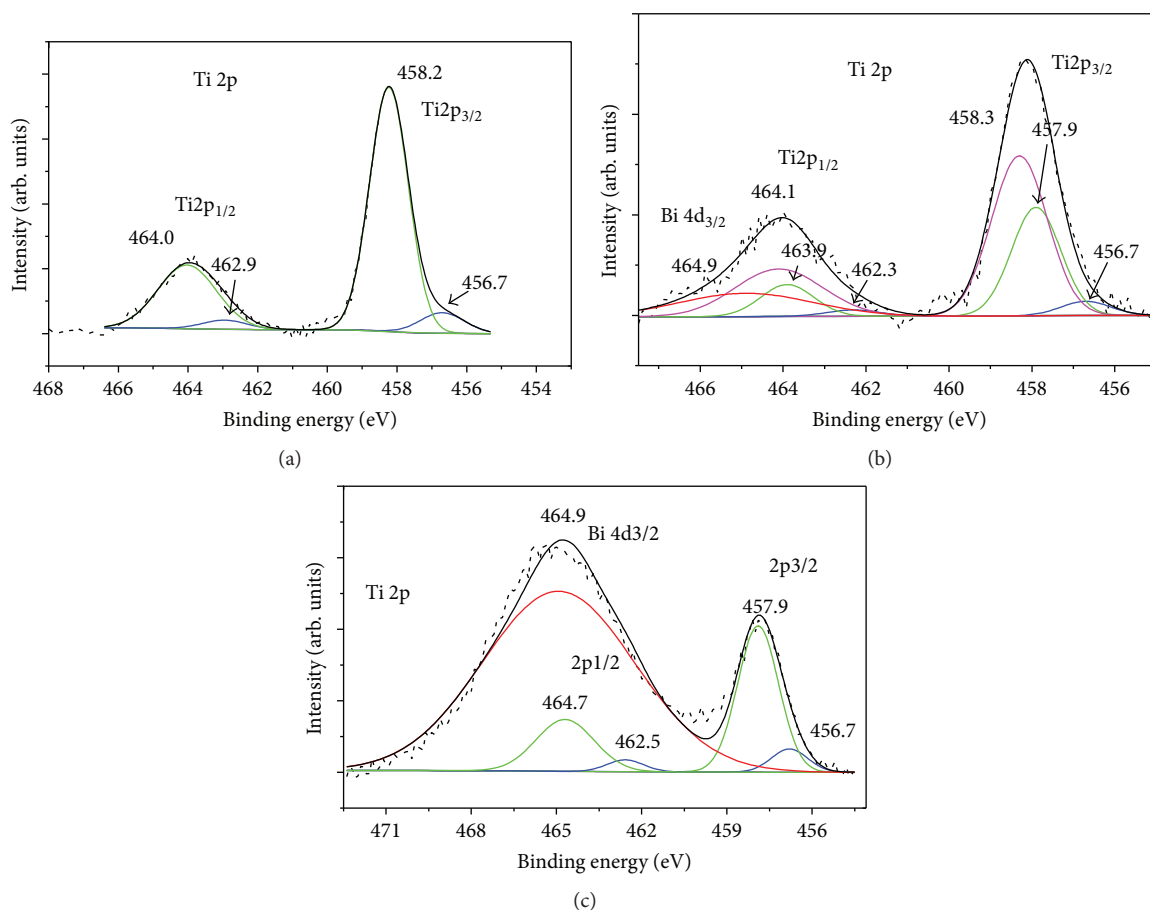 Ti 2p
458.2
Ti2p3/2
Ti2p1/2
464.0
462.9
456.7
Intensity (arb. units)
468 466 464 462 460 458 456 454
Binding energy (eV)
(a)
Ti 2p
Ti2p3/2
458.3
457.9
Ti2p1/2
464.1
Bi 4d3/2
463.9
464.9
462.3
456.7
Intensity (arb. units)
466 464 462 460 458 456
Binding energy (eV)
(b)
464.9
Bi 4d3/2
Ti 2p
2p3/2
457.9
2p1/2
464.7
462.5
456.7
Intensity (arb. units)
471 468 465 462 459 456
Binding energy (eV)
(c)